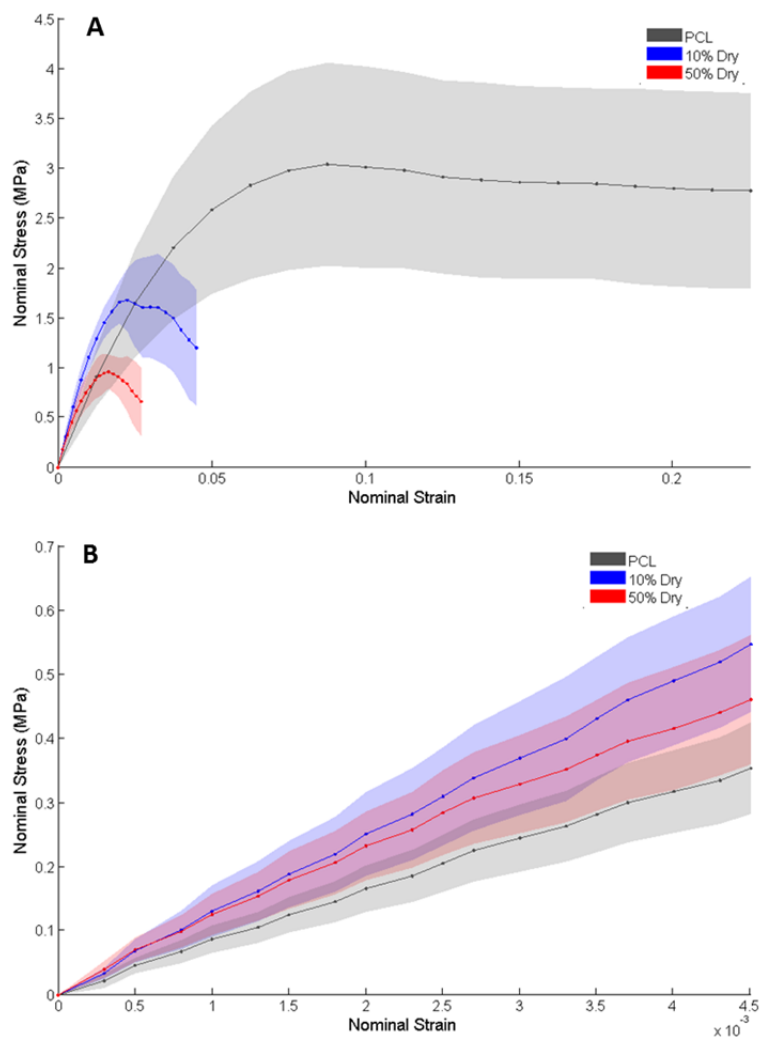 A
PCL
10% Dry
50% Dry
4.5
4
3.5
3
2.5
2
1.5
1
0.5
0
Nominal Stress (MPa)
0
0.05
0.1
0.15
0.2
Nominal Strain
B
PCL
10% Dry
50% Dry
0.7
0.6
0.5
0.4
0.3
0.2
0.1
0
Nominal Stress (MPa)
0
0.5
1
1.5
2
2.5
3
3.5
4
4.5
x 10⁻³
Nominal Strain